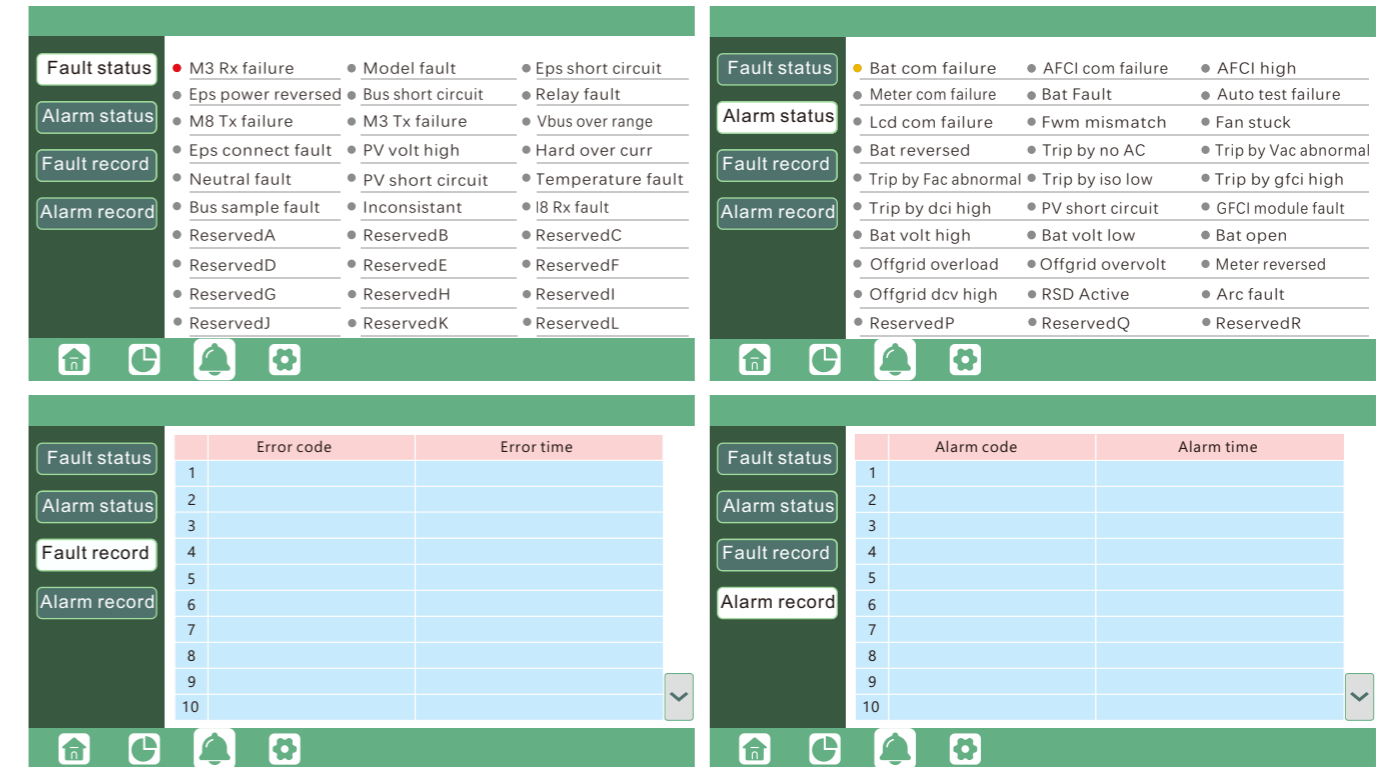 Fault status
Alarm status
Fault record
Alarm record
M3 Rx failure Model fault Eps short circuit
Eps power reversed Bus short circuit Relay fault
M8 Tx failure M3 Tx failure Vbus over range
Eps connect fault PV volt high Hard over curr
Neutral fault PV short circuit Temperature fault
Bus sample fault Inconsistant I8 Rx fault
ReservedA ReservedB ReservedC
ReservedD ReservedE ReservedF
ReservedG ReservedH ReservedI
ReservedJ ReservedK ReservedL
Fault status
Alarm status
Fault record
Alarm record
Bat com failure AFCI com failure AFCI high
Meter com failure Bat Fault Auto test failure
Lcd com failure Fwm mismatch Fan stuck
Bat reversed Trip by no AC Trip by Vac abnormal
Trip by Fac abnormal Trip by iso low Trip by gfci high
Trip by dci high PV short circuit GFCI module fault
Bat volt high Bat volt low Bat open
Offgrid overload Offgrid overvolt Meter reversed
Offgrid dcv high RSD Active Arc fault
ReservedP ReservedQ ReservedR
Fault status
Alarm status
Fault record
Alarm record
Error code Error time
1
2
3
4
5
6
7
8
9
10
Fault status
Alarm status
Fault record
Alarm record
Alarm code Alarm time
1
2
3
4
5
6
7
8
9
10